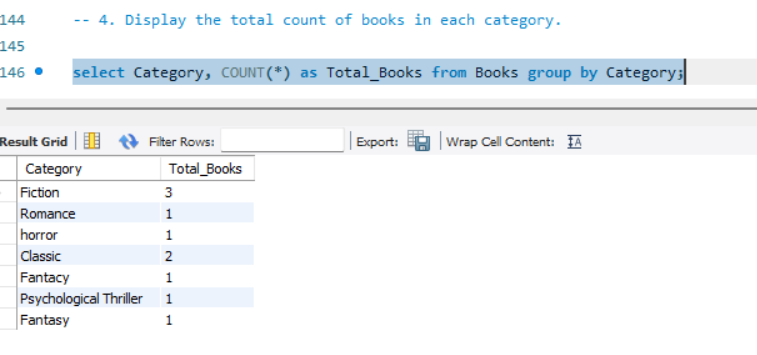 144 -- 4. Display the total count of books in each category.
145
146 select Category, COUNT(*) as Total_Books from Books group by Category;
Result Grid Filter Rows: Export: Wrap Cell Content: IA
Category Total_Books
Fiction 3
Romance 1
horror 1
Classic 2
Fantacy 1
Psychological Thriller 1
Fantasy 1